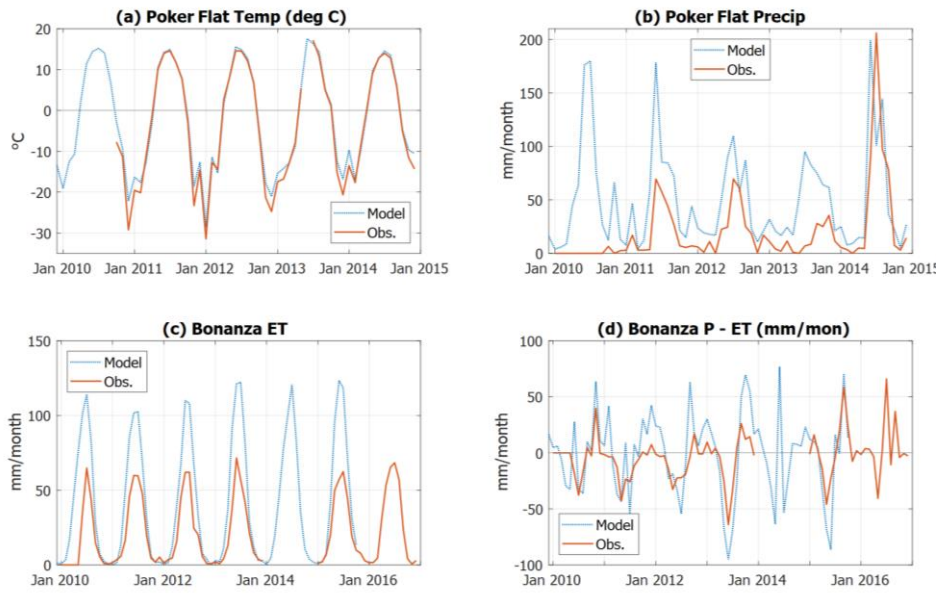 (a) Poker Flat Temp (deg C)
20
10
0
-10
-20
-30
°C
Model
Obs.
Jan 2010 Jan 2011 Jan 2012 Jan 2013 Jan 2014 Jan 2015
(b) Poker Flat Precip
200
150
100
50
0
mm/month
Model
Obs.
Jan 2010 Jan 2011 Jan 2012 Jan 2013 Jan 2014 Jan 2015
(c) Bonanza ET
150
100
50
0
mm/month
Model
Obs.
Jan 2010 Jan 2012 Jan 2014 Jan 2016
(d) Bonanza P - ET (mm/mon)
100
50
0
-50
-100
mm/month
Model
Obs.
Jan 2010 Jan 2012 Jan 2014 Jan 2016